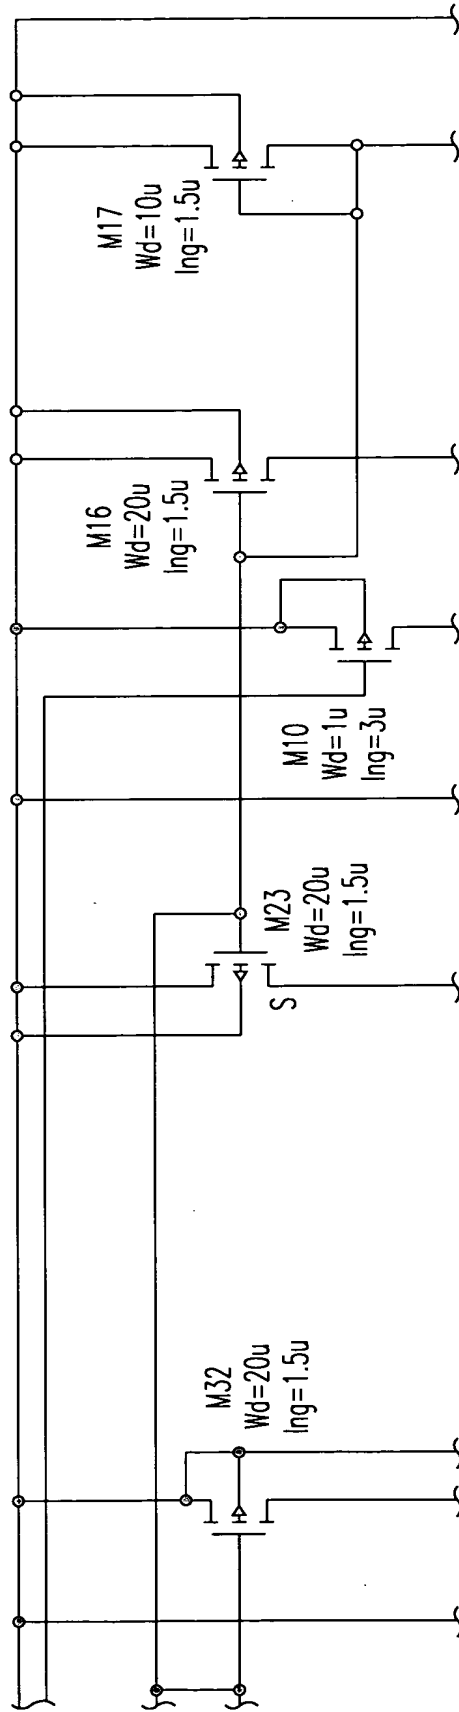 M17
Wd=10u
lng=1.5u
M16
Wd=20u
lng=1.5u
M10
Wd=1u
lng=3u
M23
Wd=20u
lng=1.5u
S
M32
Wd=20u
lng=1.5u